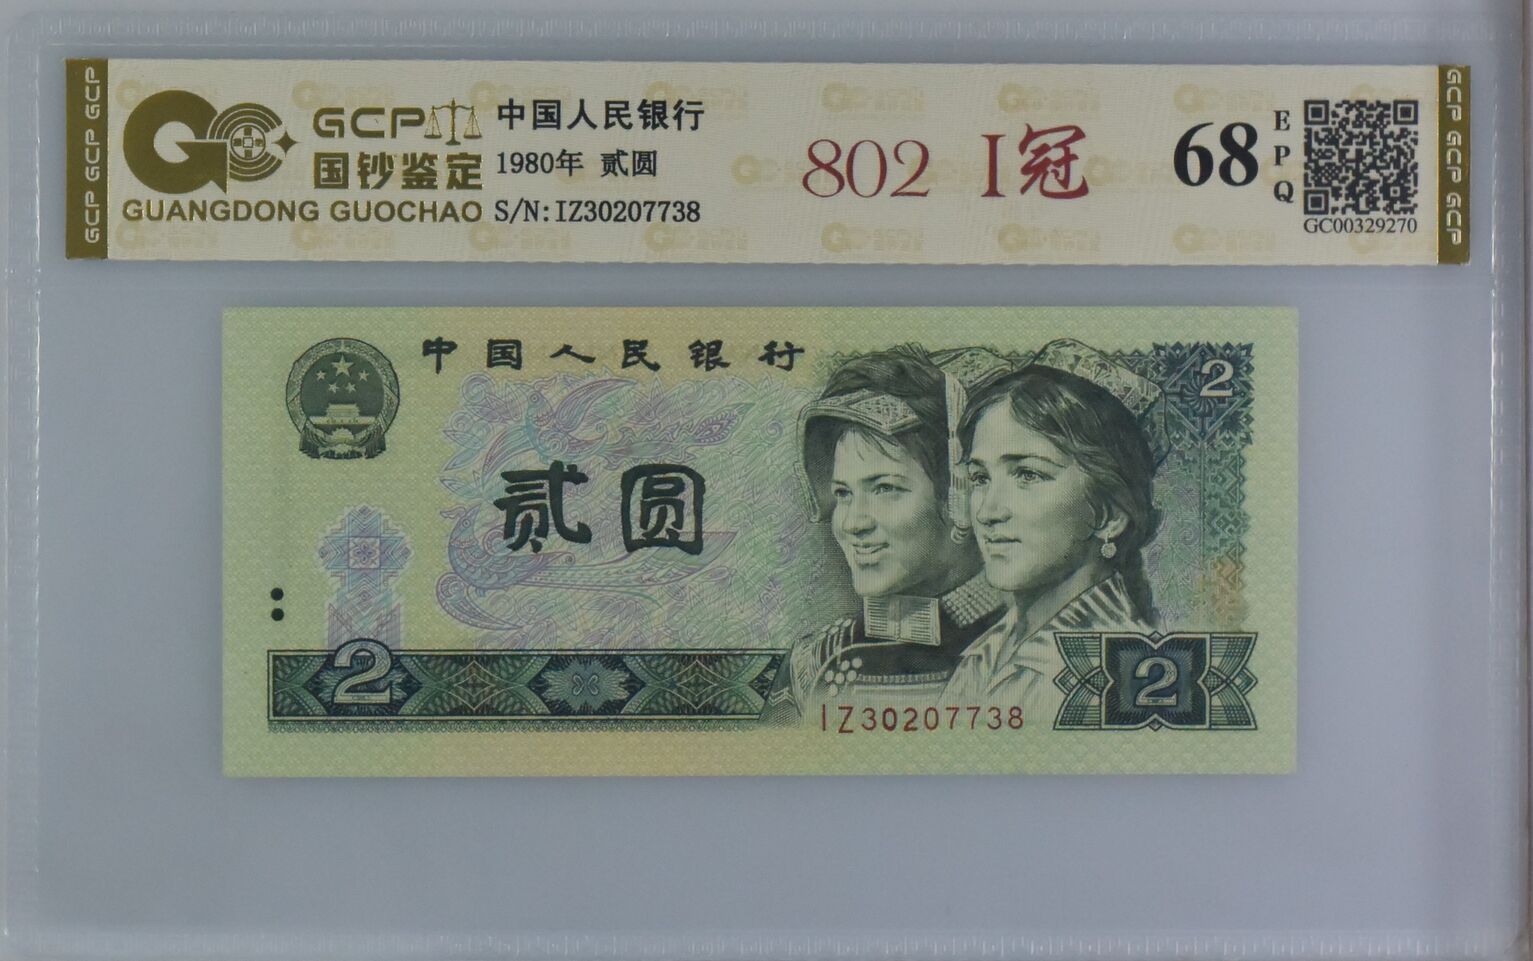 GCP GCP GCP
GCP
国钞鉴定
GUANGDONG GUOCHAO
中国人民银行
1980年 贰圆
S/N:IZ30207738
802 I冠
68
EPQ
GC00329270
GCP GCP GCP
中国人民银行
2
贰圆
2
2
IZ30207738